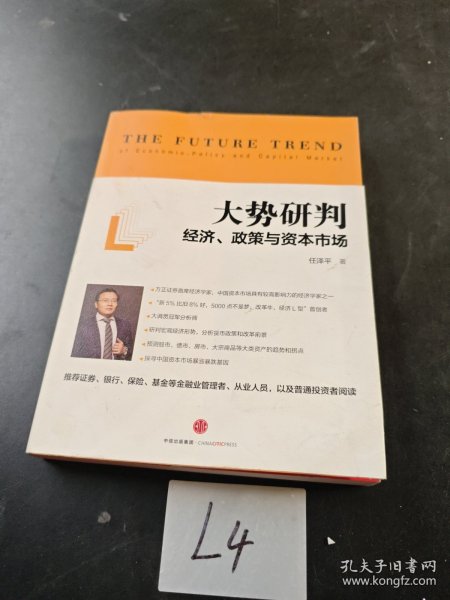 THE FUTURE TREND
of Economic, Policy and Capital Market
大势研判
经济、政策与资本市场
任泽平 著
方正证券首席经济学家，中国资本市场具有较高影响力的经济学家之一
“新5%比旧8%好，5000点不是梦，改革牛，经济L型”首创者
大满贯冠军分析师
研判宏观经济形势，分析货币政策和改革前景
预测股市、债市、房市、大宗商品等大类资产的趋势和拐点
探寻中国资本市场暴涨暴跌基因
推荐证券、银行、保险、基金等金融业管理者、从业人员，以及普通投资者阅读
中信出版集团 CHINACITICPRESS
L4
孔夫子旧书网
www.kongfz.com